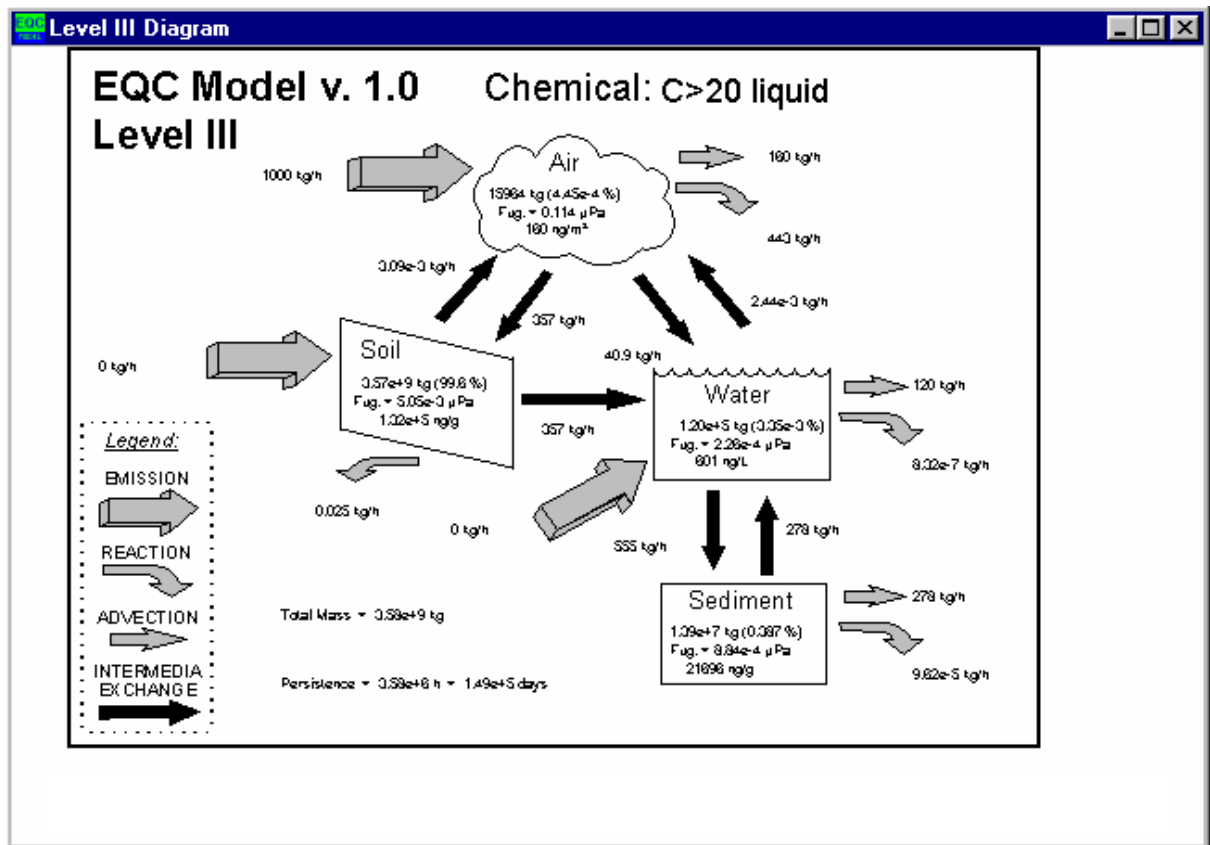 EQC
Level III Diagram
EQC Model v. 1.0
Level III
Chemical: C>20 liquid
1000 kg/h
Air
15964 kg (4.45e-4 %)
Fug. = 0.114 µPa
160 ng/m³
160 kg/h
443 kg/h
3.09e-3 kg/h
357 kg/h
2.44e-3 kg/h
40.9 kg/h
0 kg/h
Soil
3.57e+9 kg (99.6 %)
Fug. = 5.05e-3 µPa
1.32e+5 ng/g
357 kg/h
0.025 kg/h
Water
1.20e+5 kg (3.35e-3 %)
Fug. = 2.26e-4 µPa
601 ng/L
120 kg/h
8.32e-7 kg/h
0 kg/h
555 kg/h
278 kg/h
Sediment
1.39e+7 kg (0.387 %)
Fug. = 8.84e-4 µPa
21696 ng/g
278 kg/h
9.62e-5 kg/h
Legend:
EMISSION
REACTION
ADVECTION
INTERMEDIA
EXCHANGE
Total Mass = 3.58e+9 kg
Persistence = 3.58e+6 h = 1.49e+5 days